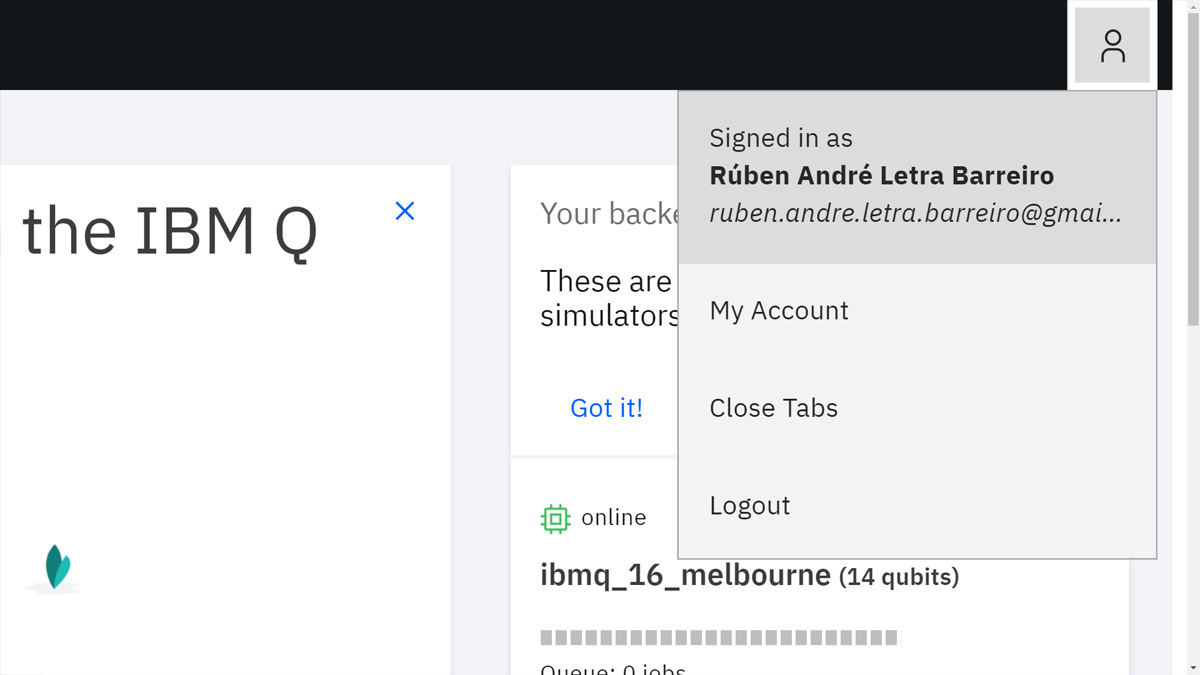 the IBM Q
Your backe
These are
simulators
Got it!
online
ibmq_16_melbourne (14 qubits)
Queue: 0 jobs
Signed in as
Rúben André Letra Barreiro
ruben.andre.letra.barreiro@gmai...
My Account
Close Tabs
Logout